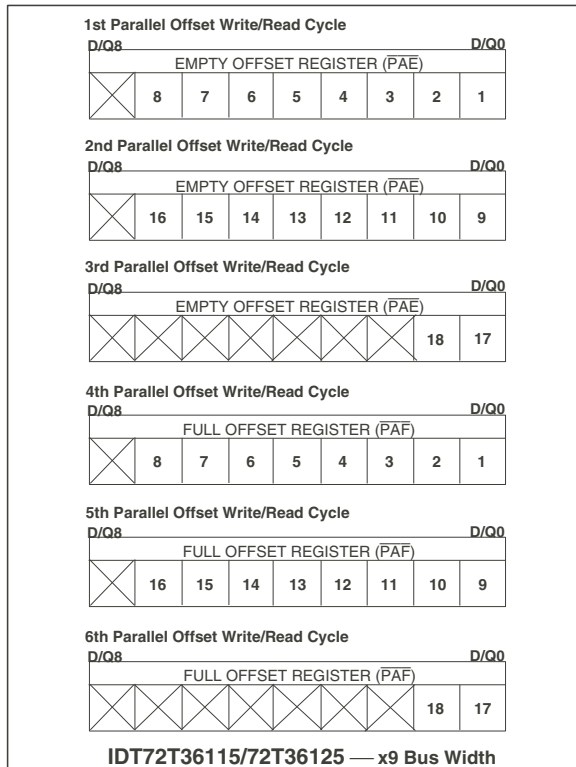 1st Parallel Offset Write/Read Cycle
D/Q8 D/Q0
EMPTY OFFSET REGISTER (PAE)
8 7 6 5 4 3 2 1
2nd Parallel Offset Write/Read Cycle
D/Q8 D/Q0
EMPTY OFFSET REGISTER (PAE)
16 15 14 13 12 11 10 9
3rd Parallel Offset Write/Read Cycle
D/Q8 D/Q0
EMPTY OFFSET REGISTER (PAE)
18 17
4th Parallel Offset Write/Read Cycle
D/Q8 D/Q0
FULL OFFSET REGISTER (PAF)
8 7 6 5 4 3 2 1
5th Parallel Offset Write/Read Cycle
D/Q8 D/Q0
FULL OFFSET REGISTER (PAF)
16 15 14 13 12 11 10 9
6th Parallel Offset Write/Read Cycle
D/Q8 D/Q0
FULL OFFSET REGISTER (PAF)
18 17
IDT72T36115/72T36125 — x9 Bus Width